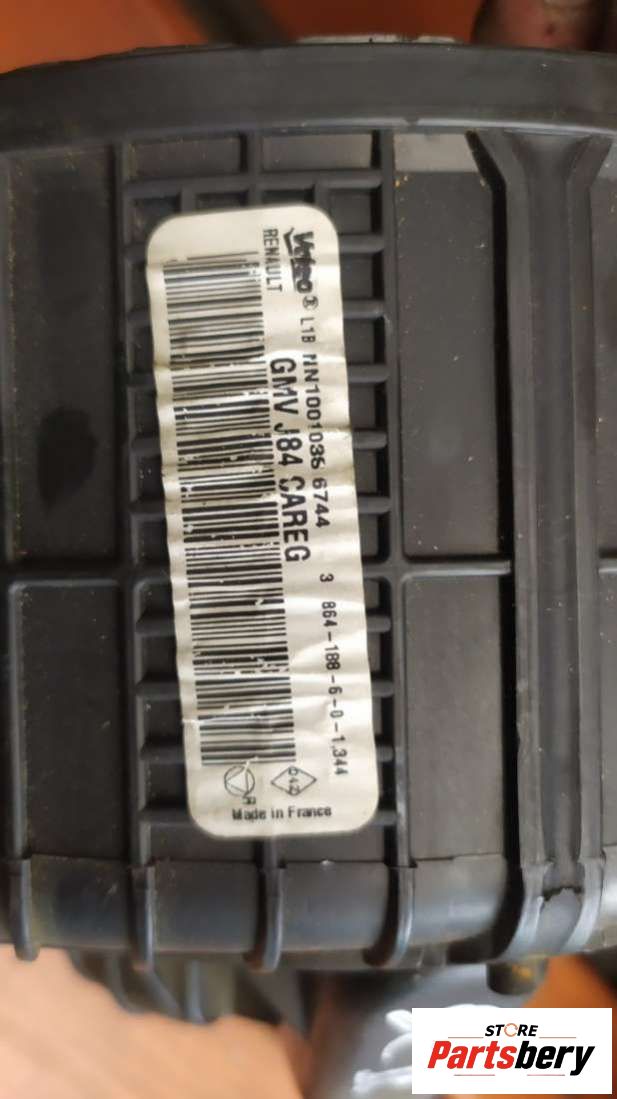 Valeo
L1B NN1001035 6744 3 864-188-6-0-1.344
RENAULT
GMV J84 CAREG
Made in France
STORE
Partsbery